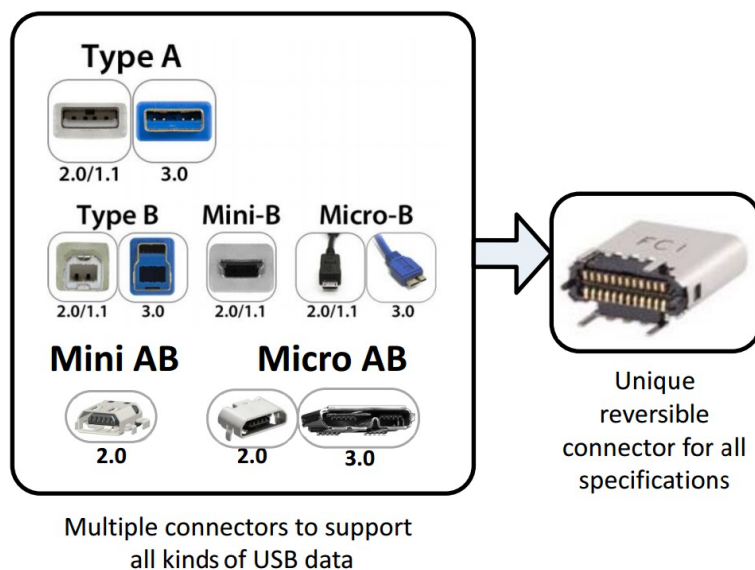 Type A
2.0/1.1 3.0
Type B Mini-B Micro-B
2.0/1.1 3.0 2.0/1.1 2.0/1.1 3.0
Mini AB Micro AB
2.0 2.0 3.0
FCI
Unique
reversible
connector for all
specifications
Multiple connectors to support
all kinds of USB data